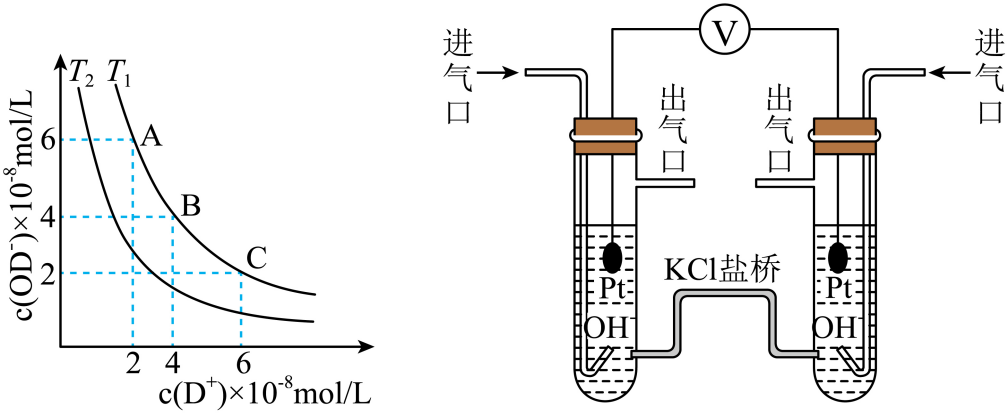 c(OD⁻)×10⁻⁸mol/L
T₂ T₁
6
4
2
A
B
C
2 4 6
c(D⁺)×10⁻⁸mol/L
V
进气口
出气口
出气口
进气口
KCl盐桥
Pt
Pt
OH⁻
OH⁻